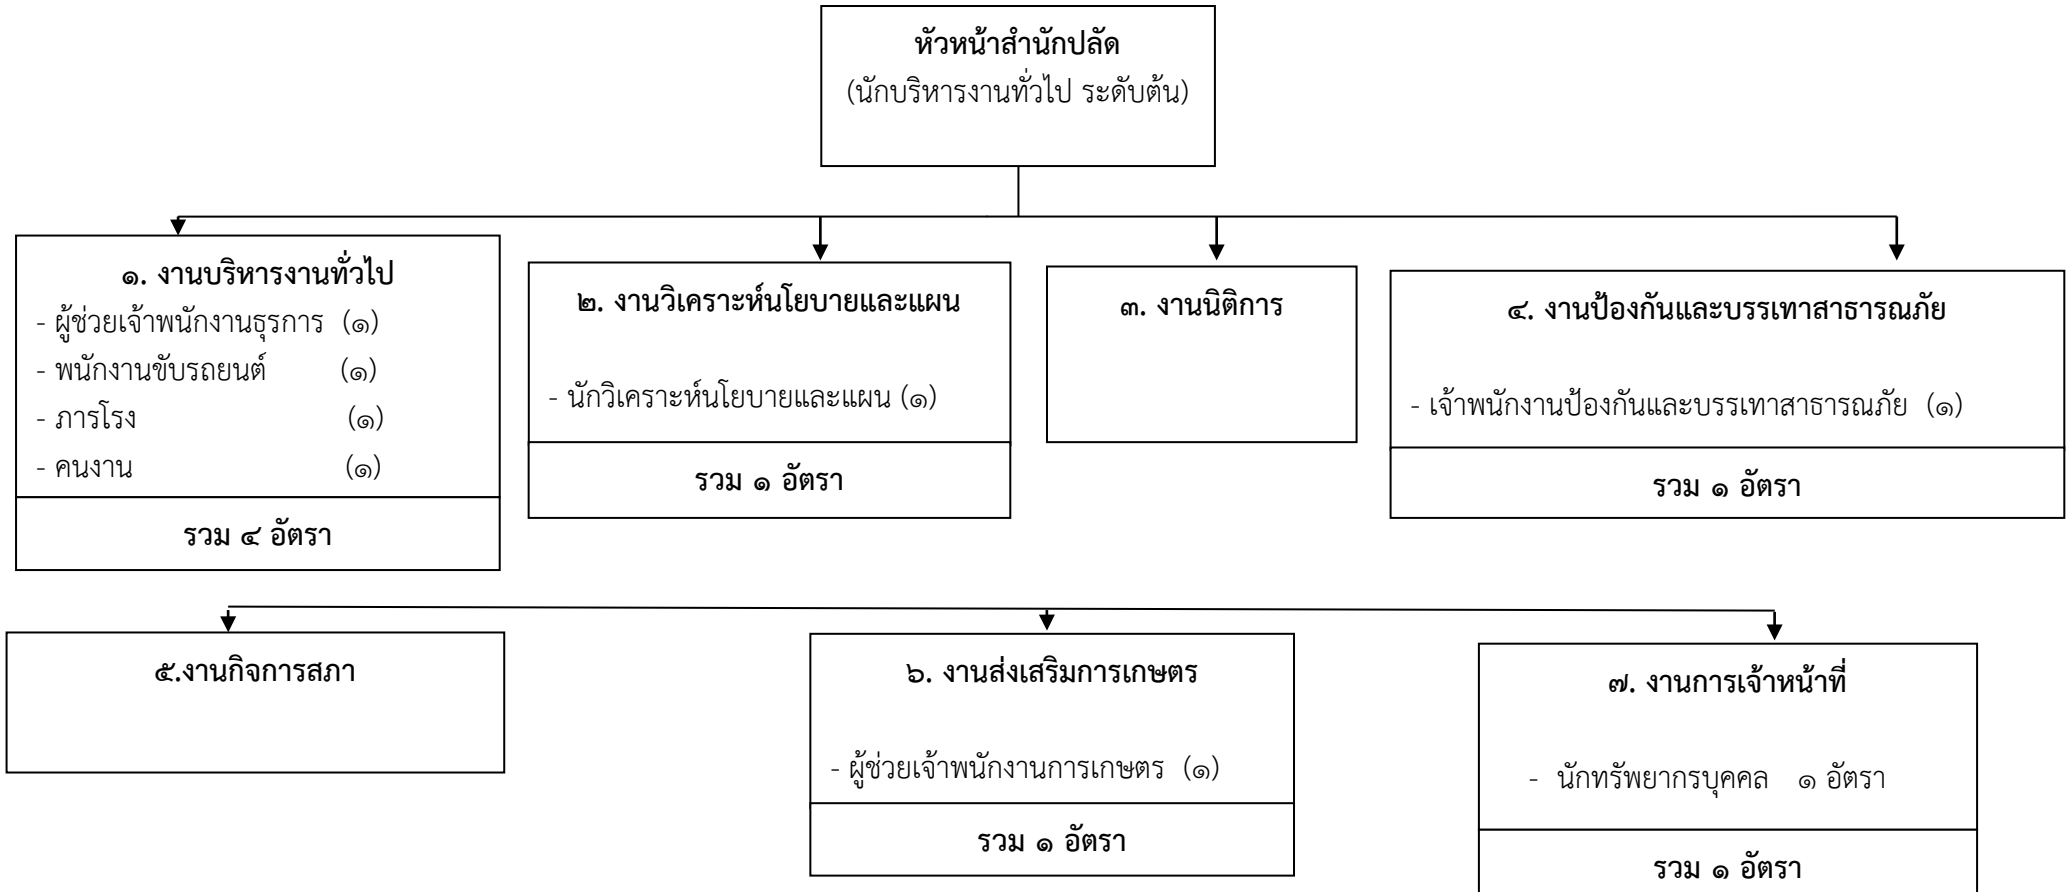 หัวหน้าสำนักปลัด
(นักบริหารงานทั่วไป ระดับต้น)
๑. งานบริหารงานทั่วไป
- ผู้ช่วยเจ้าพนักงานธุรการ (๑)
- พนักงานขับรถยนต์ (๑)
- ภารโรง (๑)
- คนงาน (๑)
รวม ๔ อัตรา
๒. งานวิเคราะห์นโยบายและแผน
- นักวิเคราะห์นโยบายและแผน (๑)
รวม ๑ อัตรา
๓. งานนิติการ
๔. งานป้องกันและบรรเทาสาธารณภัย
- เจ้าพนักงานป้องกันและบรรเทาสาธารณภัย (๑)
รวม ๑ อัตรา
๕.งานกิจการสภา
๖. งานส่งเสริมการเกษตร
- ผู้ช่วยเจ้าพนักงานการเกษตร (๑)
รวม ๑ อัตรา
๗. งานการเจ้าหน้าที่
- นักทรัพยากรบุคคล ๑ อัตรา
รวม ๑ อัตรา